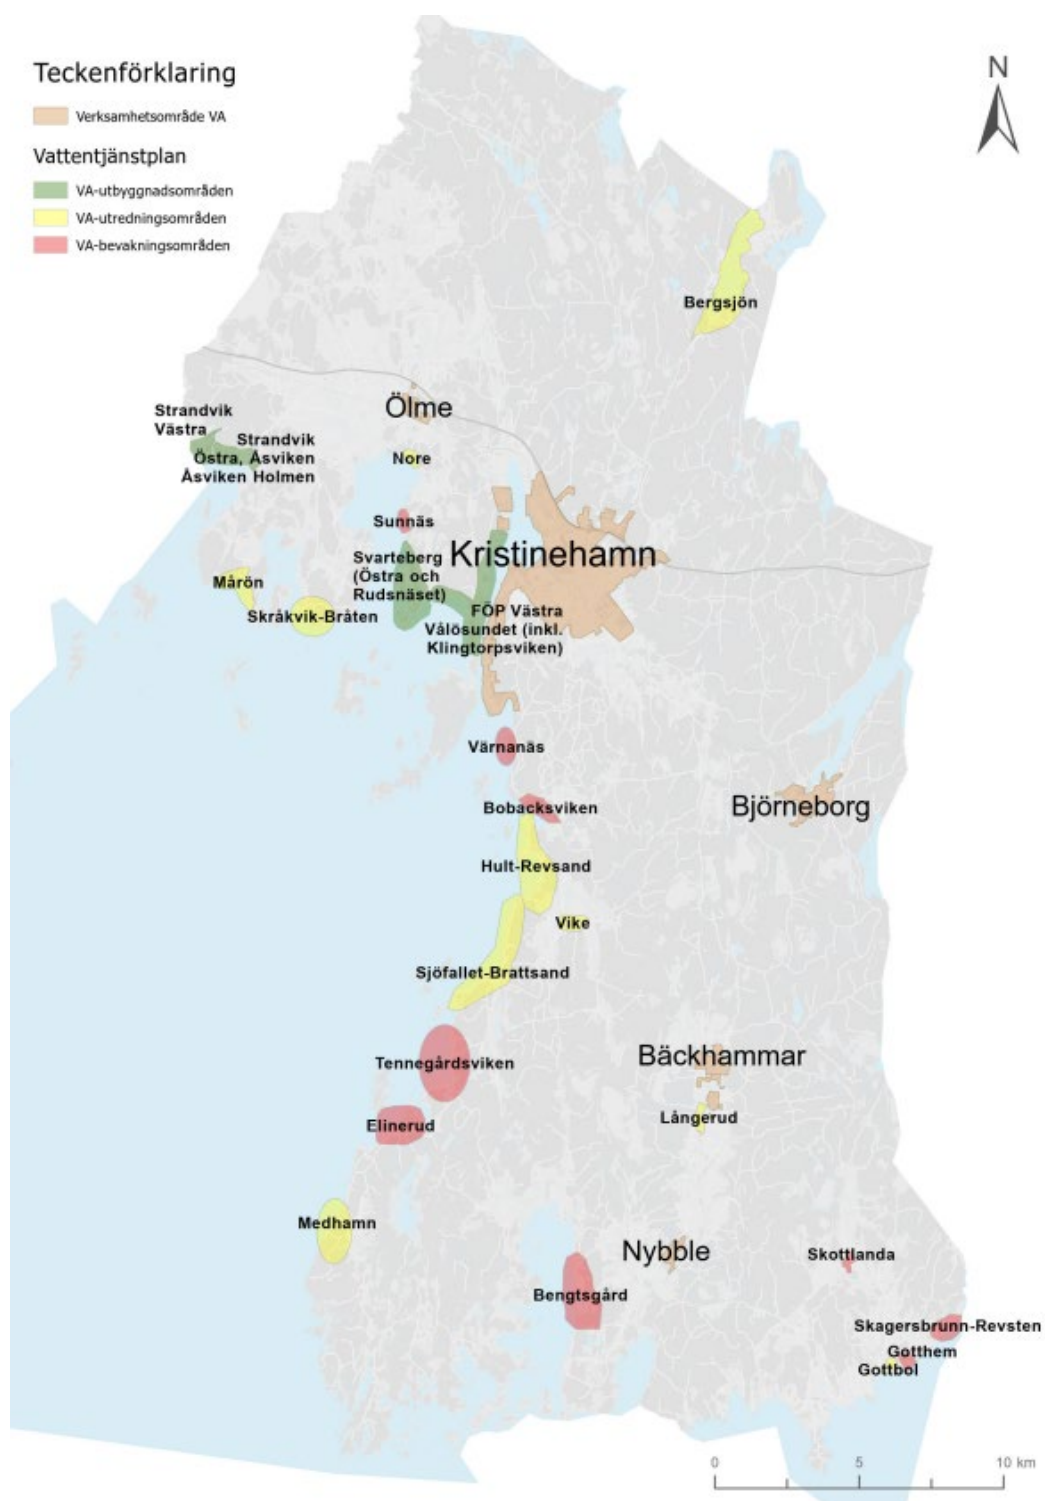 Teckenförklaring
Verksamhetsområde VA
Vattentjänstplan
VA-utbyggnadsområden
VA-utredningsområden
VA-bevakningsområden
N
Bergsjön
Ölme
Strandvik
Västra
Strandvik
Östra, Åsviken
Åsviken Holmen
Nore
Sunnäs
Kristinehamn
Svarteberg
(Östra och
Rudsnäset)
Mårön
Skråkvik-Bråten
FÖP Västra
Vålösundet (inkl.
Klingtorpsviken)
Värnanäs
Bobacksviken
Björneborg
Hult-Revsand
Vike
Sjöfallet-Brattsand
Tennegårdsviken
Bäckhammar
Långerud
Elinerud
Medhamn
Nybble
Skottlanda
Bengtsgård
Skagersbrunn-Revsten
Gotthem
Gottbol
0 5 10 km